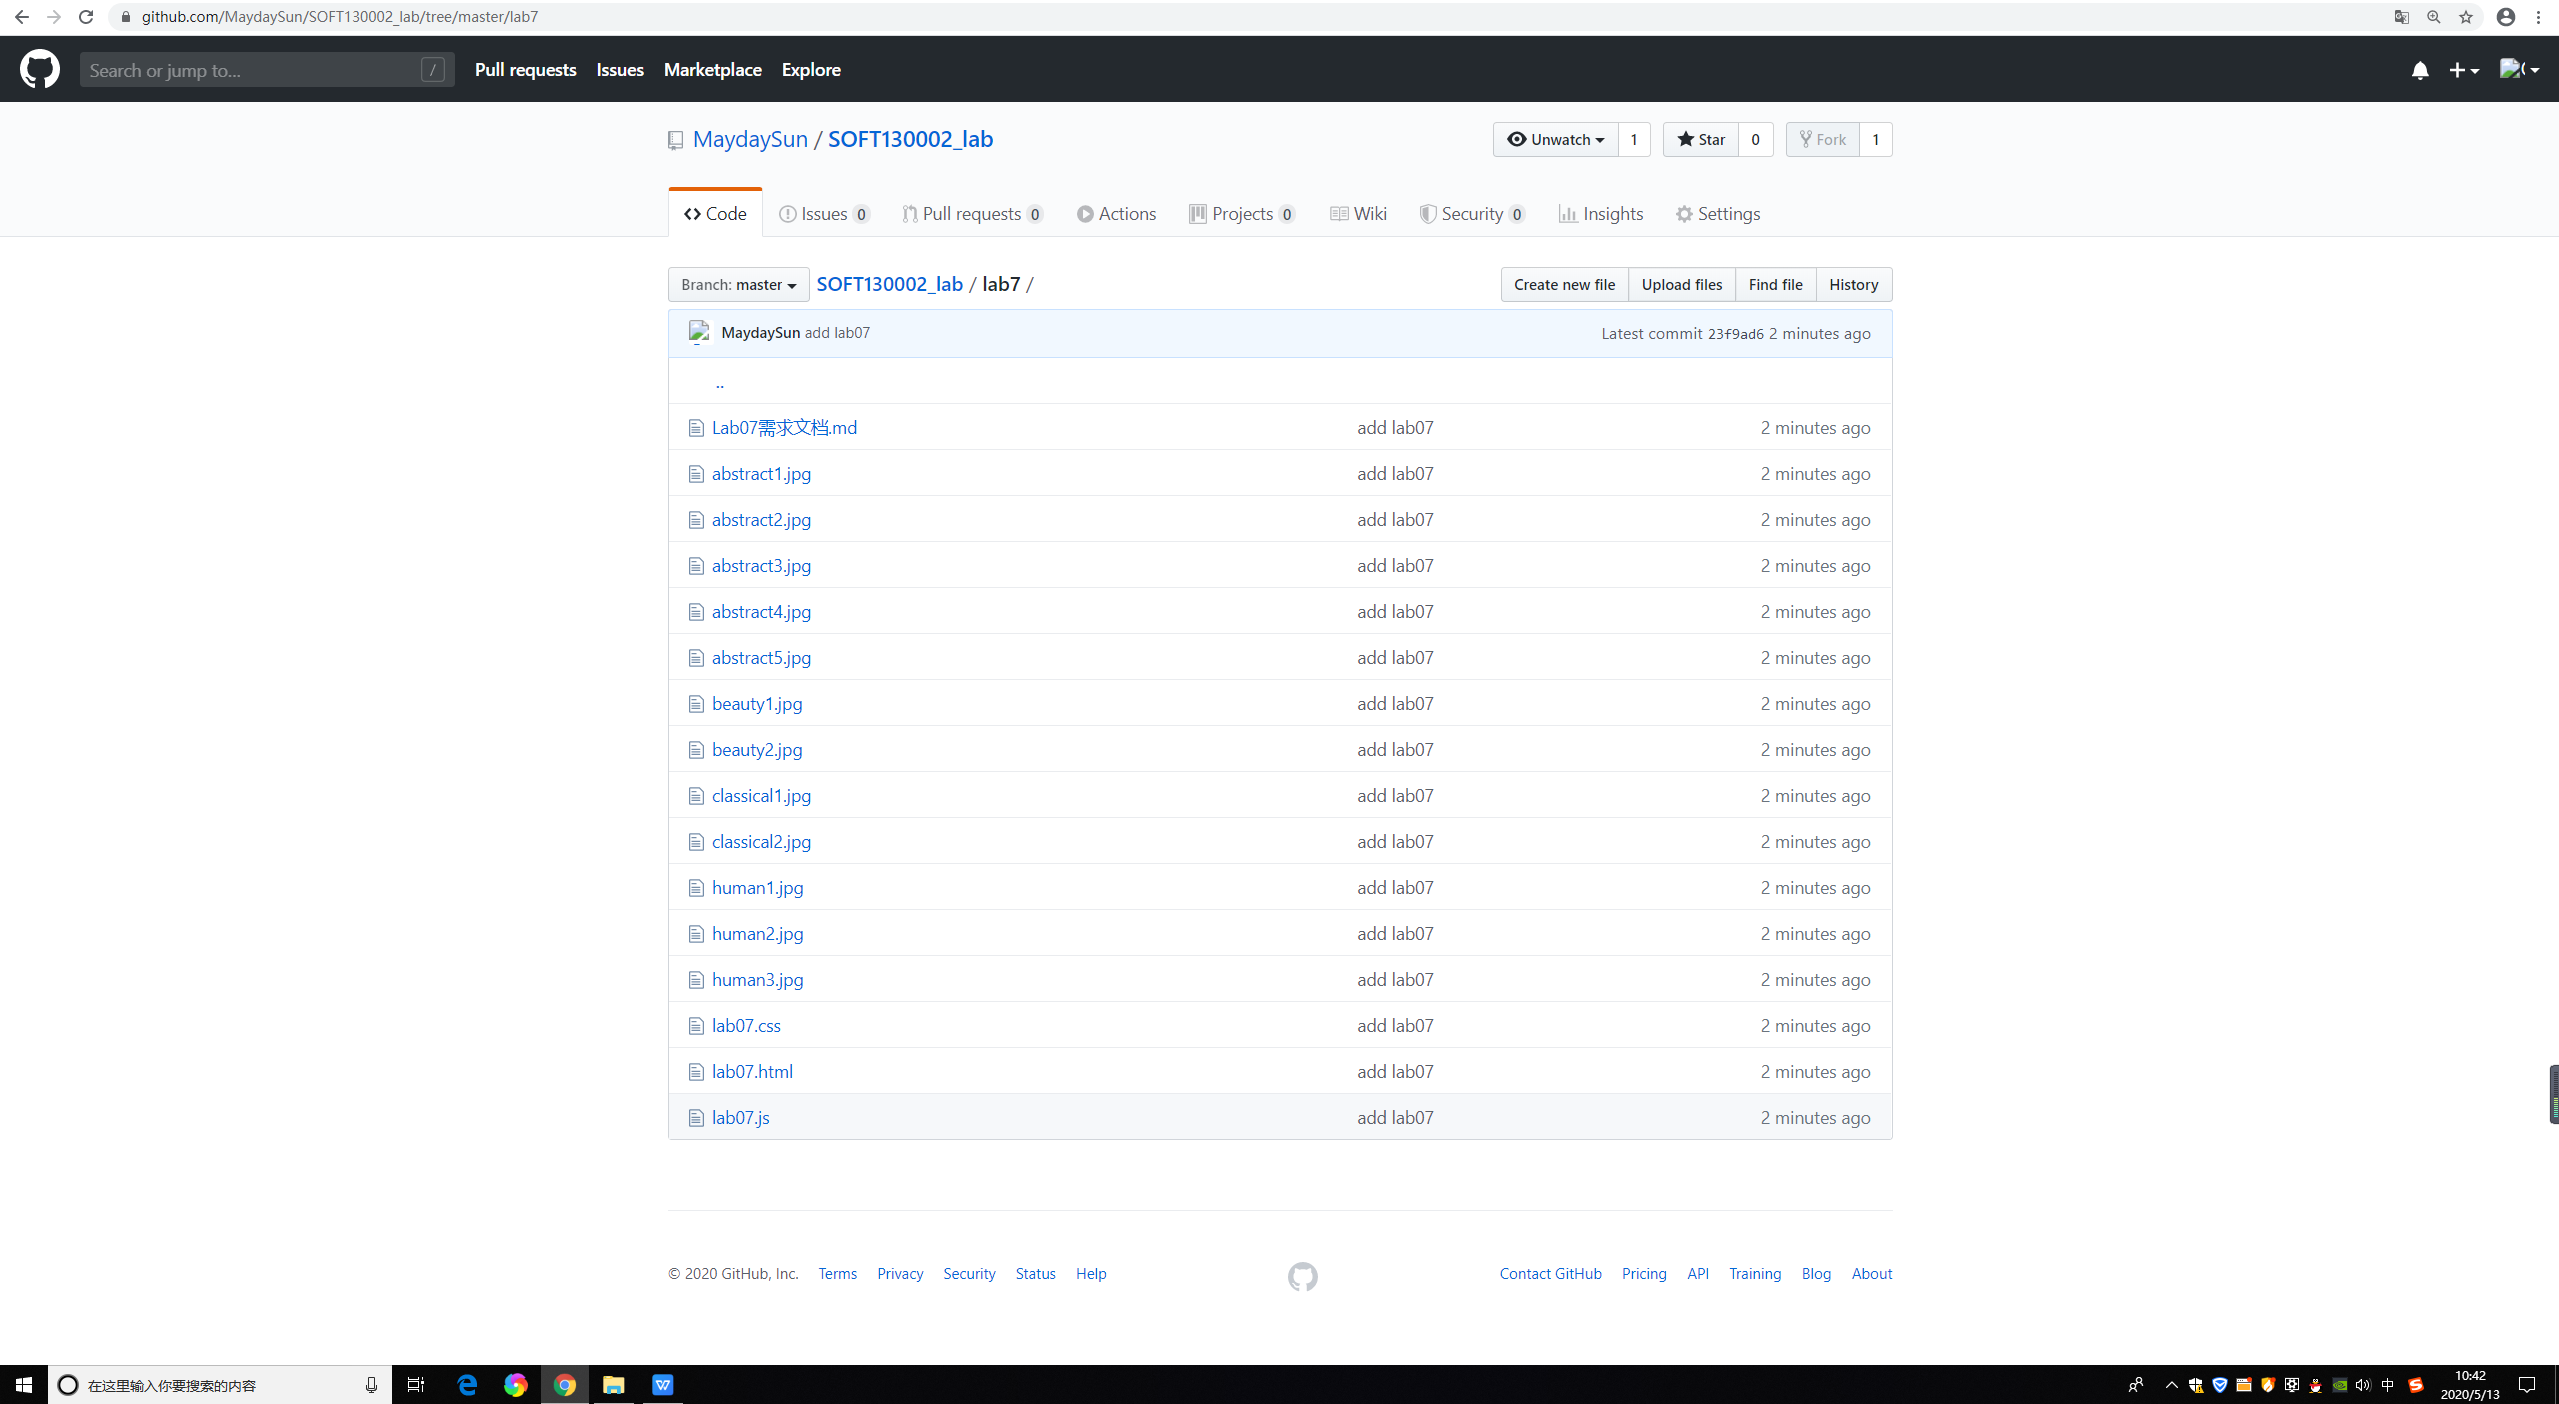 github.com/MaydaySun/SOFT130002_lab/tree/master/lab7
Search or jump to... /
Pull requests Issues Marketplace Explore
MaydaySun / SOFT130002_lab
Unwatch 1 Star 0 Fork 1
Code Issues 0 Pull requests 0 Actions Projects 0 Wiki Security 0 Insights Settings
Branch: master SOFT130002_lab / lab7 /
Create new file Upload files Find file History
MaydaySun add lab07 Latest commit 23f9ad6 2 minutes ago
..
Lab07需求文档.md add lab07 2 minutes ago
abstract1.jpg add lab07 2 minutes ago
abstract2.jpg add lab07 2 minutes ago
abstract3.jpg add lab07 2 minutes ago
abstract4.jpg add lab07 2 minutes ago
abstract5.jpg add lab07 2 minutes ago
beauty1.jpg add lab07 2 minutes ago
beauty2.jpg add lab07 2 minutes ago
classical1.jpg add lab07 2 minutes ago
classical2.jpg add lab07 2 minutes ago
human1.jpg add lab07 2 minutes ago
human2.jpg add lab07 2 minutes ago
human3.jpg add lab07 2 minutes ago
lab07.css add lab07 2 minutes ago
lab07.html add lab07 2 minutes ago
lab07.js add lab07 2 minutes ago
© 2020 GitHub, Inc. Terms Privacy Security Status Help
Contact GitHub Pricing API Training Blog About
在这里输入你要搜索的内容
中
10:42
2020/5/13